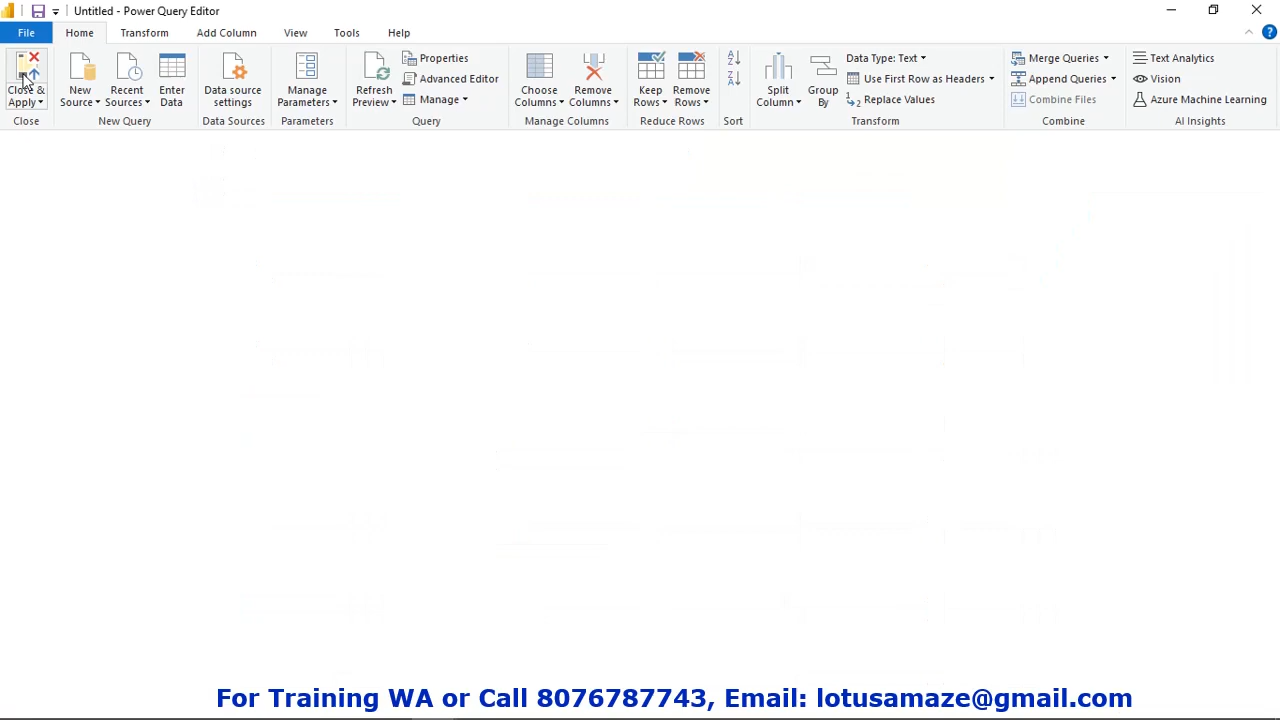 Untitled - Power Query Editor
File Home Transform Add Column View Tools Help
Close & Apply
New Source
Recent Sources
Enter Data
Data source settings
Manage Parameters
Refresh Preview
Properties
Advanced Editor
Manage
Choose Columns
Remove Columns
Keep Rows
Remove Rows
Split Column
Group By
Data Type: Text
Use First Row as Headers
Replace Values
Merge Queries
Append Queries
Combine Files
Text Analytics
Vision
Azure Machine Learning
Close New Query Data Sources Parameters Query Manage Columns Reduce Rows Sort Transform Combine AI Insights
For Training WA or Call 8076787743, Email: lotusamaze@gmail.com